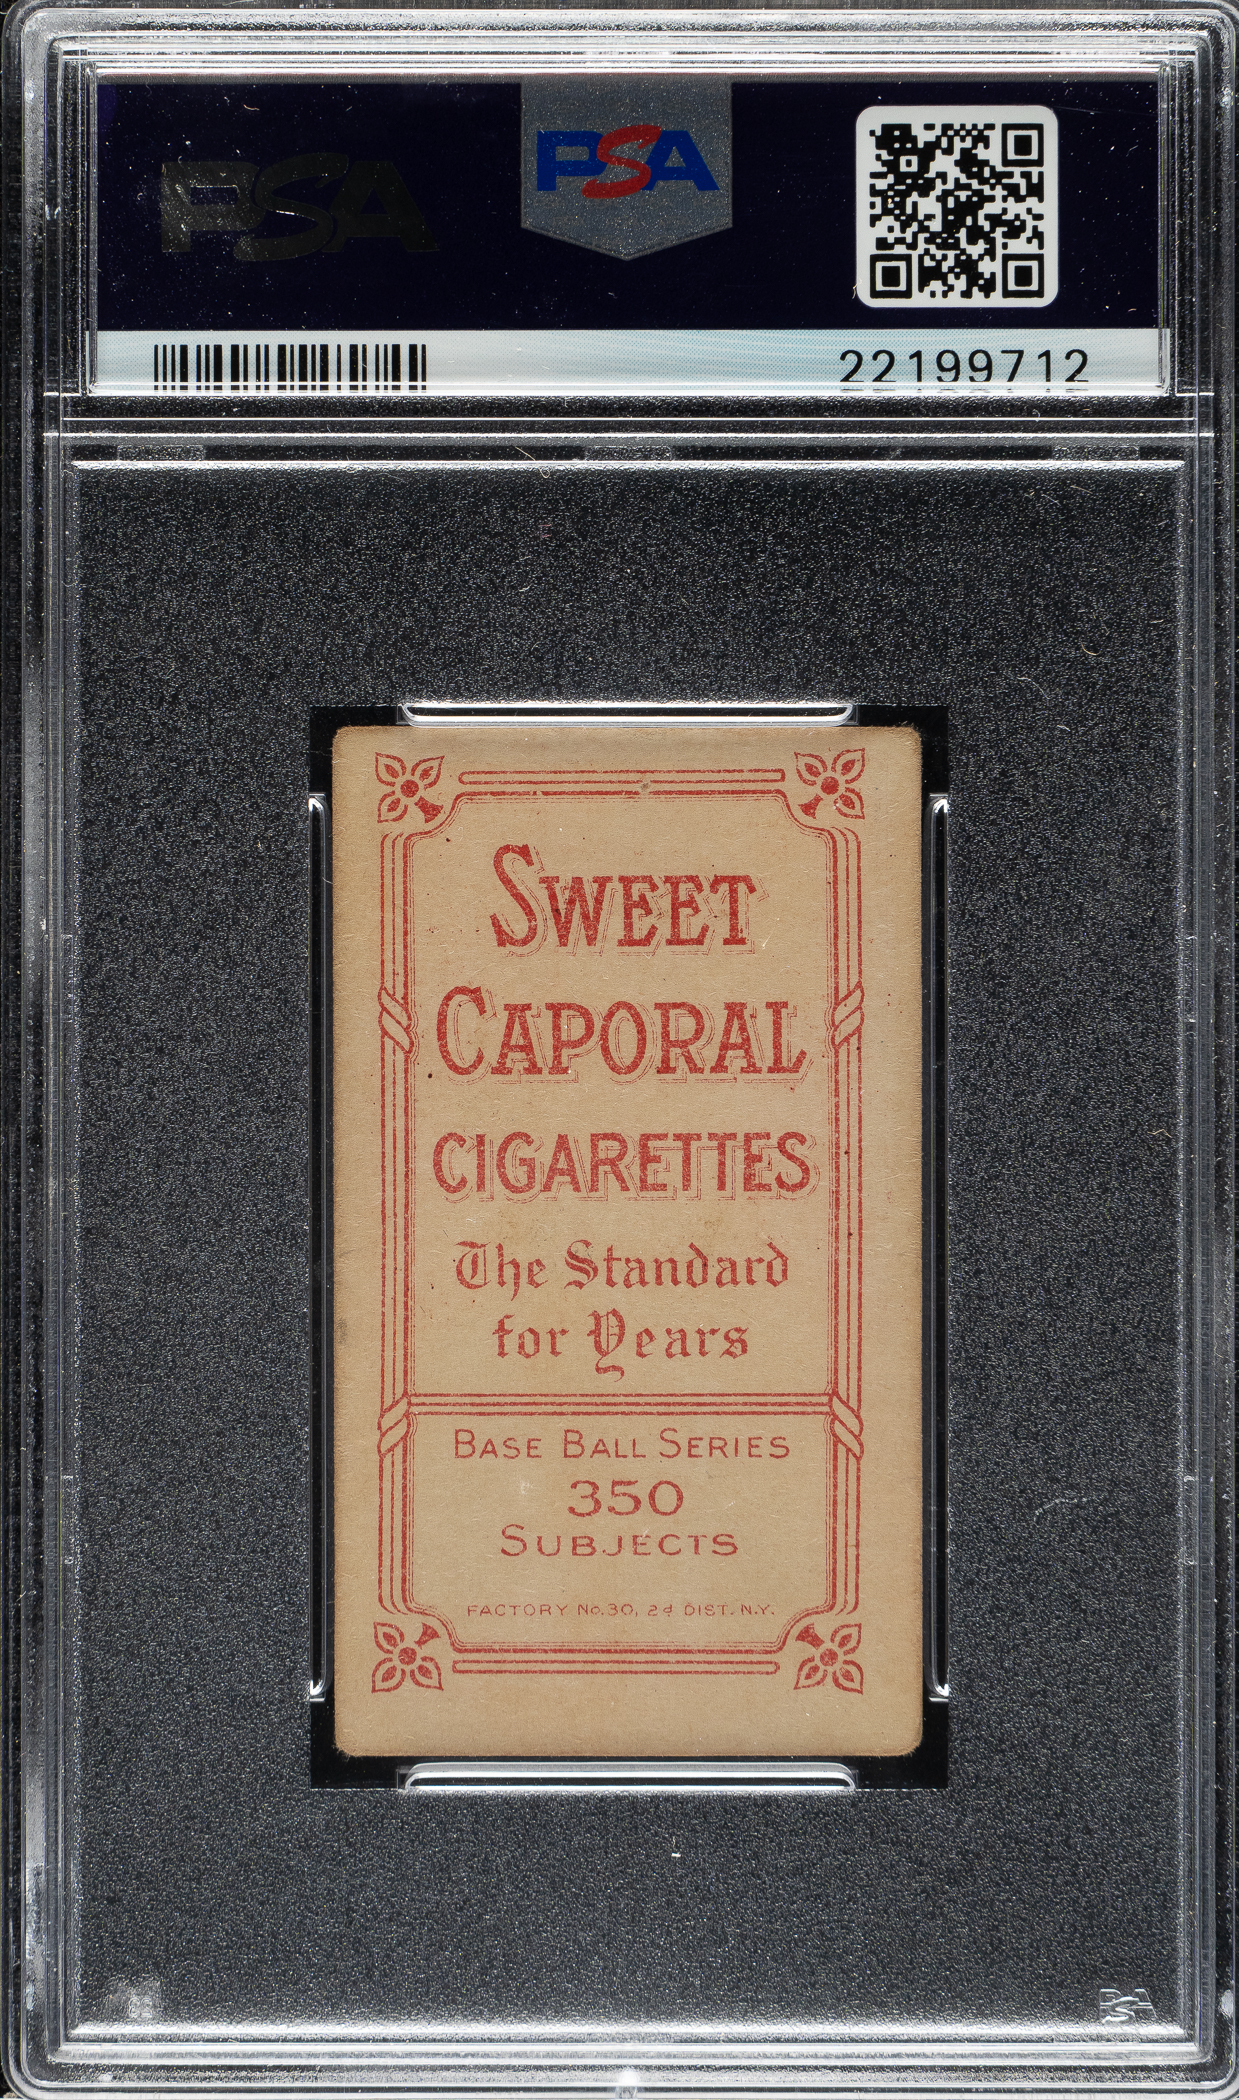 PSA
PSA
22199712
SWEET
CAPORAL
CIGARETTES
The Standard
for Years
BASE BALL SERIES
350
SUBJECTS
FACTORY No.30, 2d DIST. N.Y.
PSA